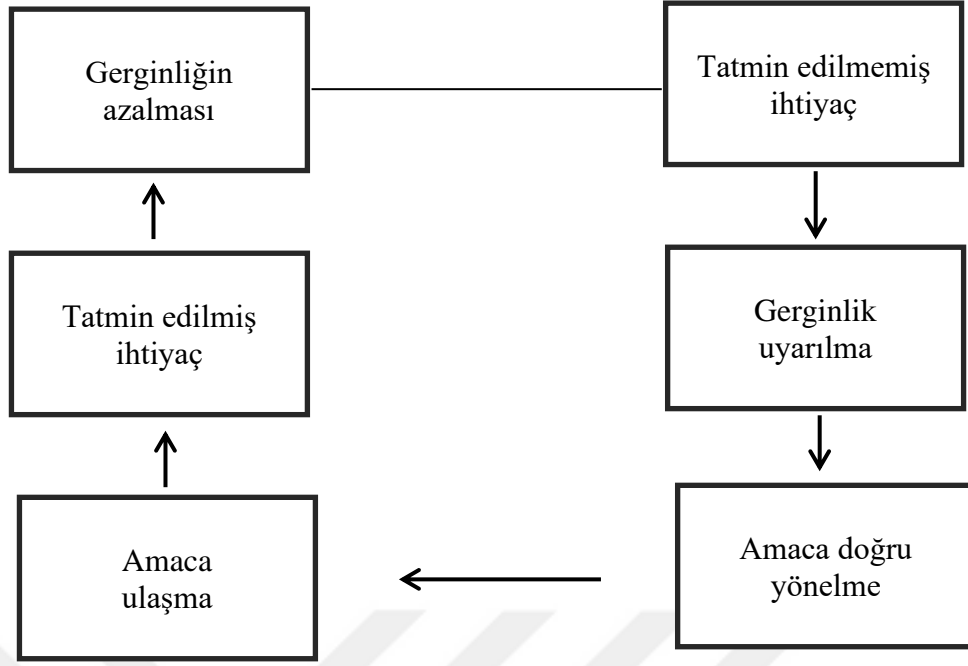 Gerginliğin
azalması
Tatmin edilmemiş
ihtiyaç
Tatmin edilmiş
ihtiyaç
Gerginlik
uyarılma
Amaca
ulaşma
Amaca doğru
yönelme